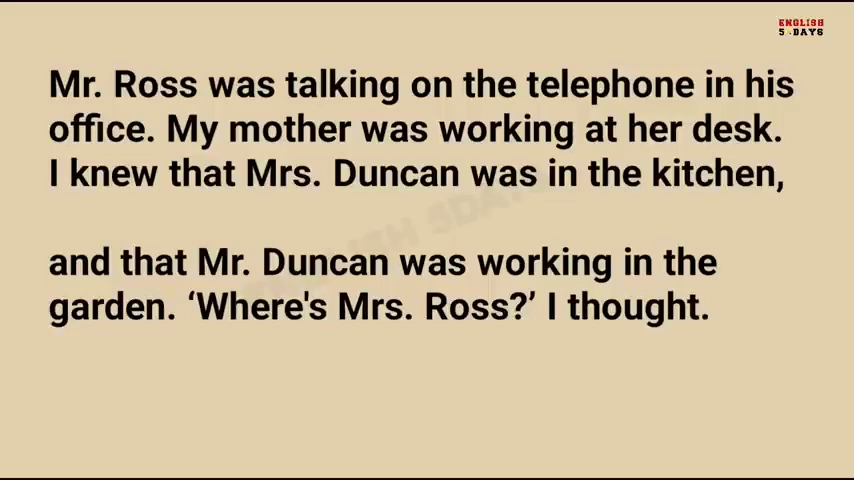 ENGLISH
5 DAYS
Mr. Ross was talking on the telephone in his
office. My mother was working at her desk.
I knew that Mrs. Duncan was in the kitchen,
and that Mr. Duncan was working in the
garden. ‘Where's Mrs. Ross?’ I thought.
ENGLISH 5DAYS